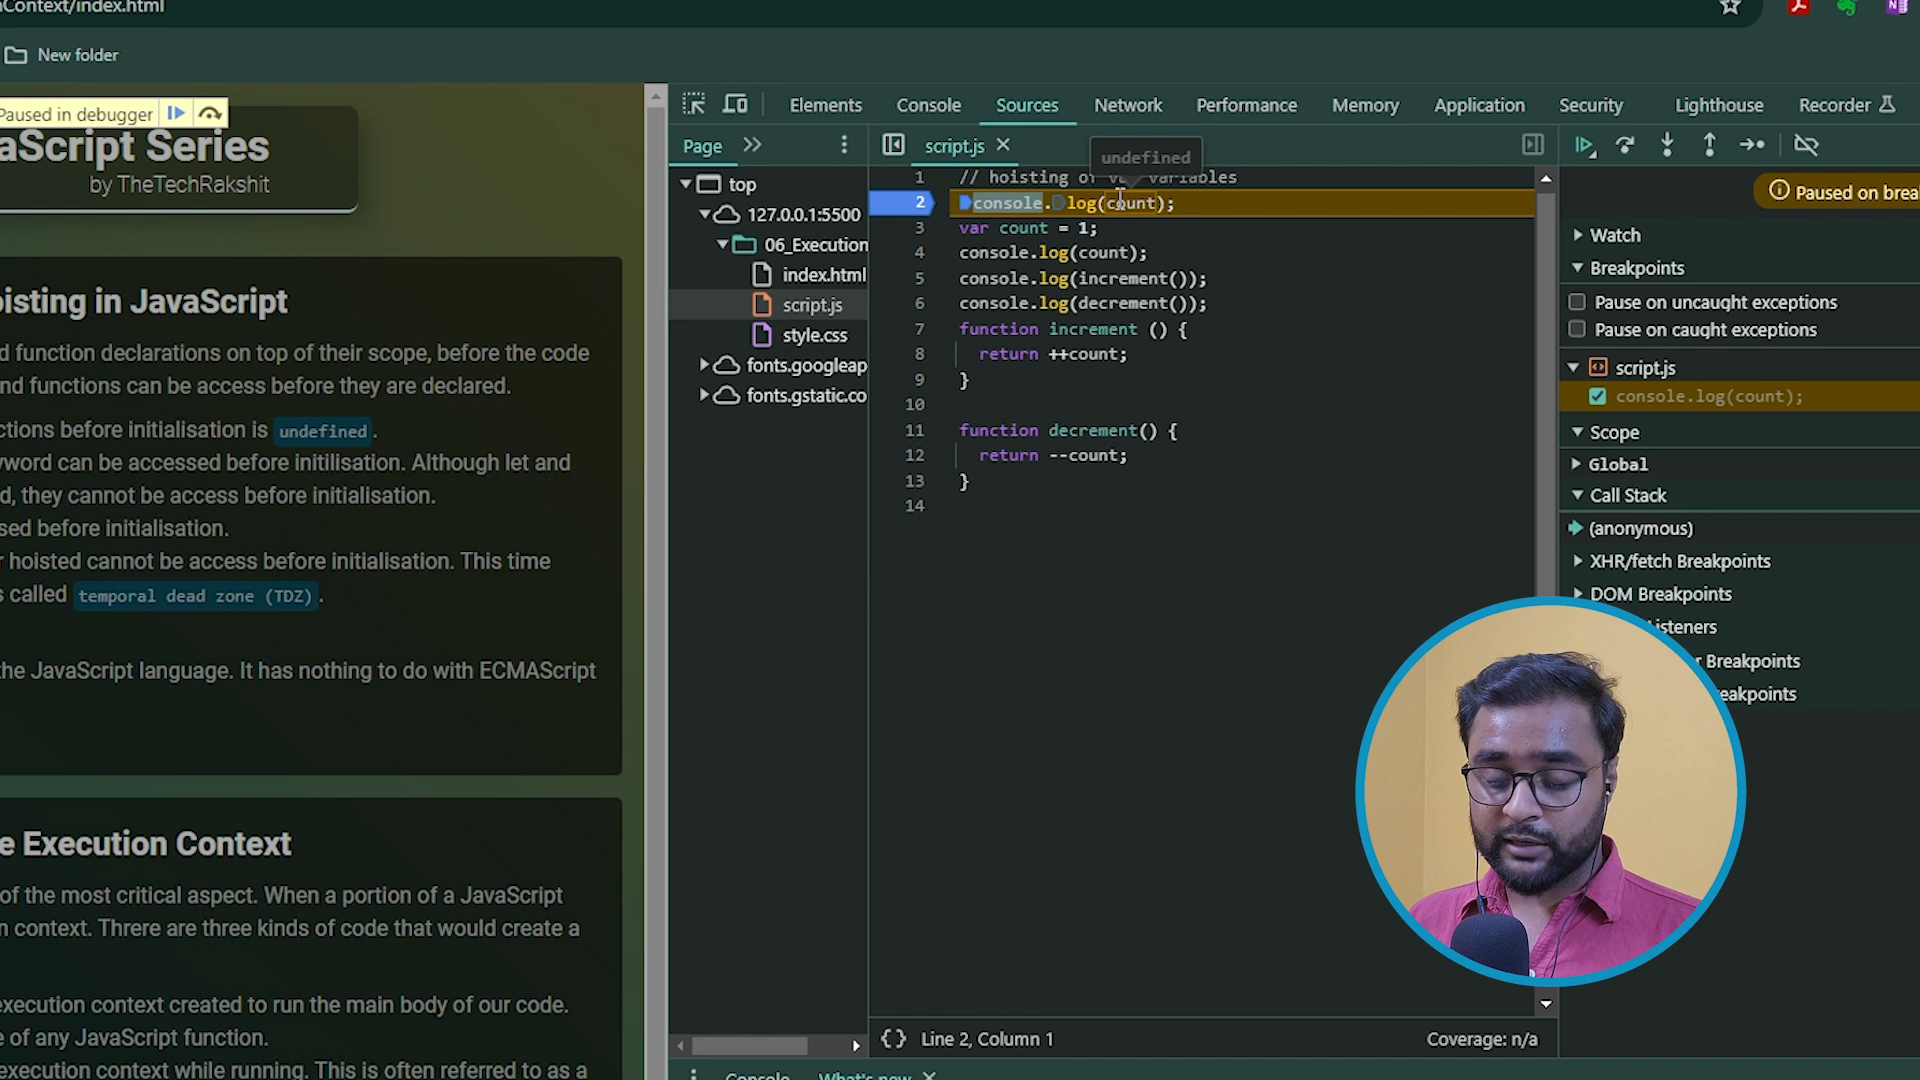 Context/index.html
New folder
Paused in debugger
aScript Series
by TheTechRakshit
oisting in JavaScript
d function declarations on top of their scope, before the code
nd functions can be access before they are declared.
ctions before initialisation is undefined.
yword can be accessed before initilisation. Although let and
d, they cannot be access before initialisation.
sed before initialisation.
r hoisted cannot be access before initialisation. This time
s called temporal dead zone (TDZ).
the JavaScript language. It has nothing to do with ECMAScript
e Execution Context
of the most critical aspect. When a portion of a JavaScript
n context. Threre are three kinds of code that would create a
execution context created to run the main body of our code.
e of any JavaScript function.
execution context while running. This is often referred to as a
Elements Console Sources Network Performance Memory Application Security Lighthouse Recorder
Page
top
127.0.0.1:5500
06_Execution
index.html
script.js
style.css
fonts.googleap
fonts.gstatic.co
script.js
undefined
1 // hoisting of variables
2 console.log(count);
3 var count = 1;
4 console.log(count);
5 console.log(increment());
6 console.log(decrement());
7 function increment () {
8 return ++count;
9 }
10
11 function decrement() {
12 return --count;
13 }
14
{} Line 2, Column 1
Coverage: n/a
Console What's new
Paused on brea
Watch
Breakpoints
Pause on uncaught exceptions
Pause on caught exceptions
script.js
console.log(count);
Scope
Global
Call Stack
(anonymous)
XHR/fetch Breakpoints
DOM Breakpoints
isteners
r Breakpoints
eakpoints